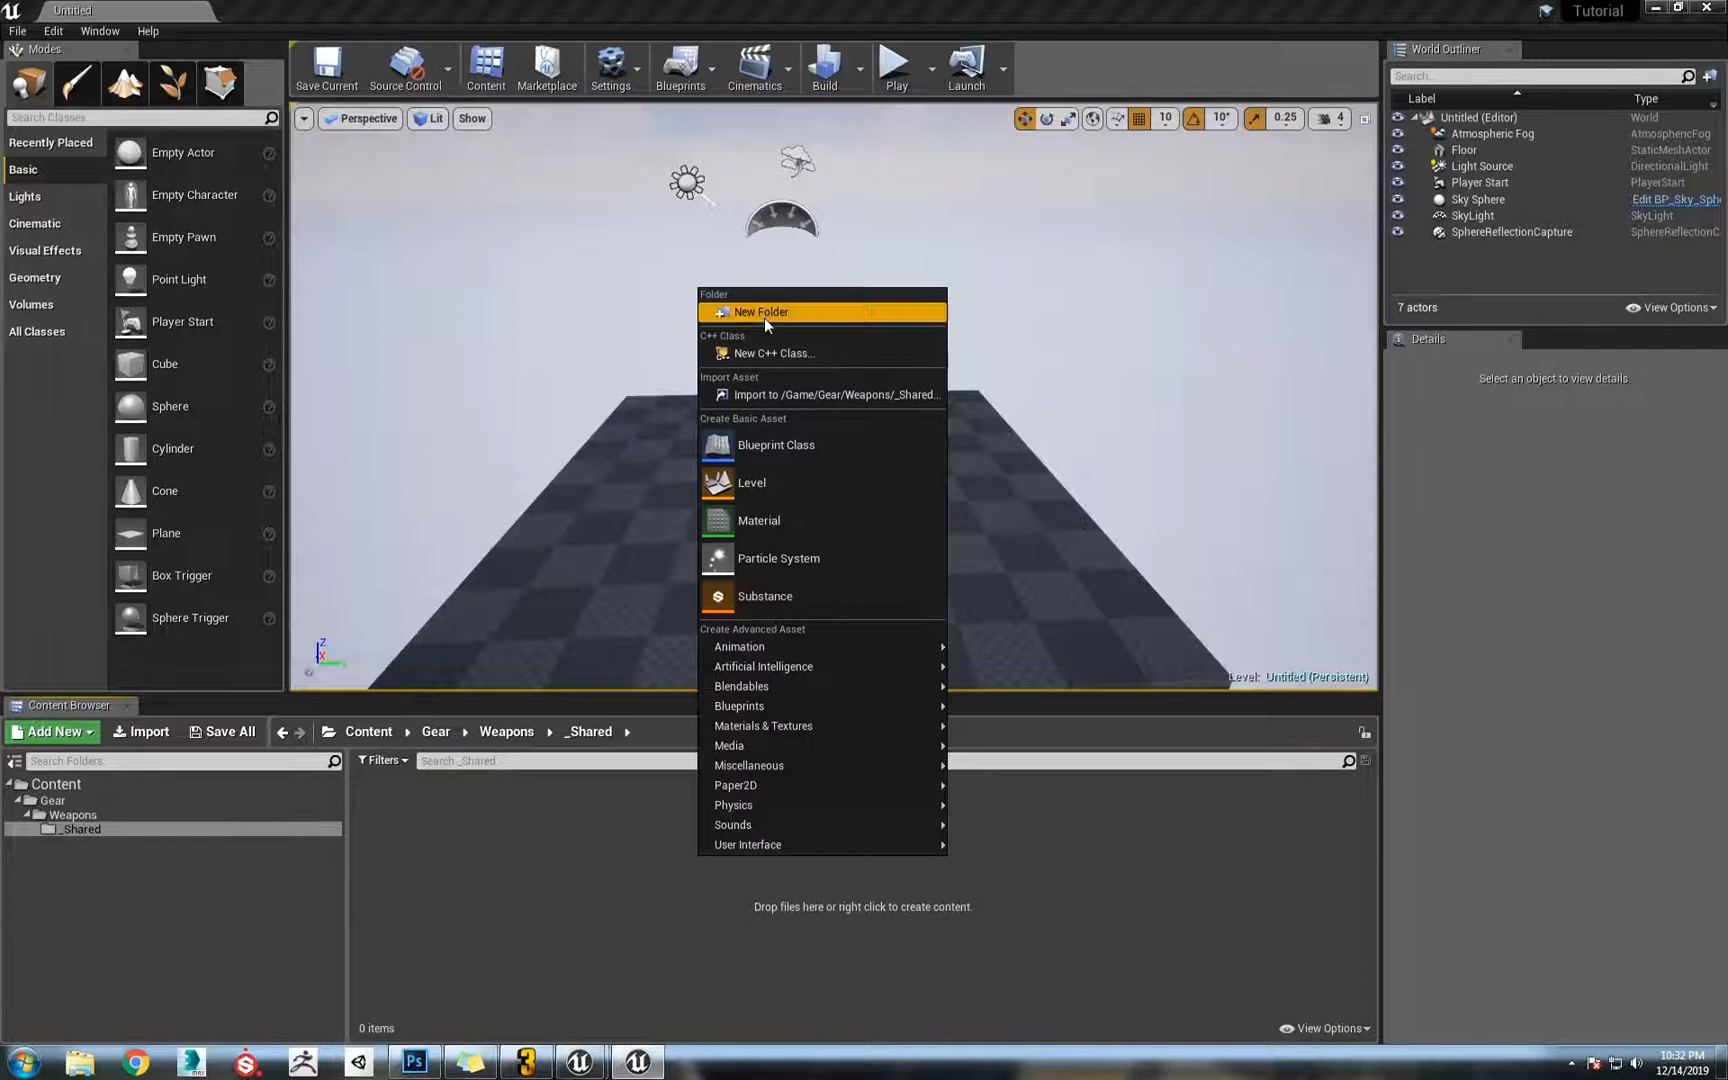 Untitled
Tutorial
File Edit Window Help
Modes
Search Classes
Recently Placed
Basic
Lights
Cinematic
Visual Effects
Geometry
Volumes
All Classes
Empty Actor
Empty Character
Empty Pawn
Point Light
Player Start
Cube
Sphere
Cylinder
Cone
Plane
Box Trigger
Sphere Trigger
Save Current
Source Control
Content
Marketplace
Settings
Blueprints
Cinematics
Build
Play
Launch
Perspective Lit Show
10 10° 0.25 4
Folder
New Folder
C++ Class
New C++ Class...
Import Asset
Import to /Game/Gear/Weapons/_Shared...
Create Basic Asset
Blueprint Class
Level
Material
Particle System
Substance
Create Advanced Asset
Animation
Artificial Intelligence
Blendables
Blueprints
Materials & Textures
Media
Miscellaneous
Paper2D
Physics
Sounds
User Interface
Z
X
Level: Untitled (Persistent)
World Outliner
Search...
Label Type
Untitled (Editor) World
Atmospheric Fog AtmosphericFog
Floor StaticMeshActor
Light Source DirectionalLight
Player Start PlayerStart
Sky Sphere Edit BP_Sky_Sph
SkyLight SkyLight
SphereReflectionCapture SphereReflectionC
7 actors View Options
Details
Select an object to view details.
Content Browser
Add New Import Save All Content Gear Weapons _Shared
Search Folders
Filters Search _Shared
Content
Gear
Weapons
_Shared
Drop files here or right click to create content.
0 items View Options
Ps
3
10:32 PM
12/14/2019